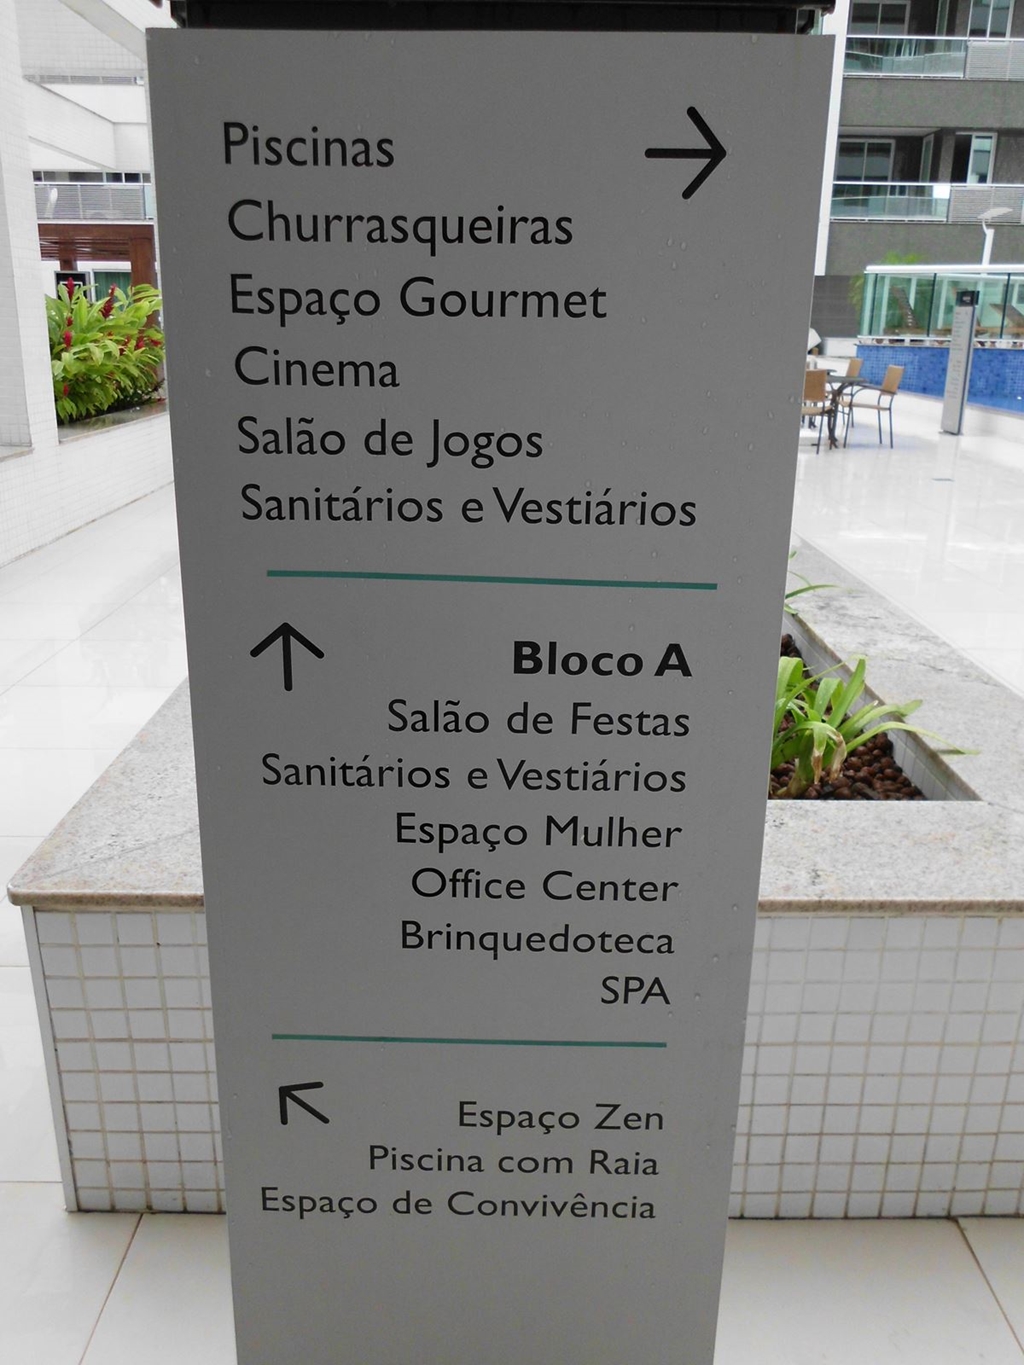 Piscinas
Churrasqueiras
Espaço Gourmet
Cinema
Salão de Jogos
Sanitários e Vestiários
Bloco A
Salão de Festas
Sanitários e Vestiários
Espaço Mulher
Office Center
Brinquedoteca
SPA
Espaço Zen
Piscina com Raia
Espaço de Convivência